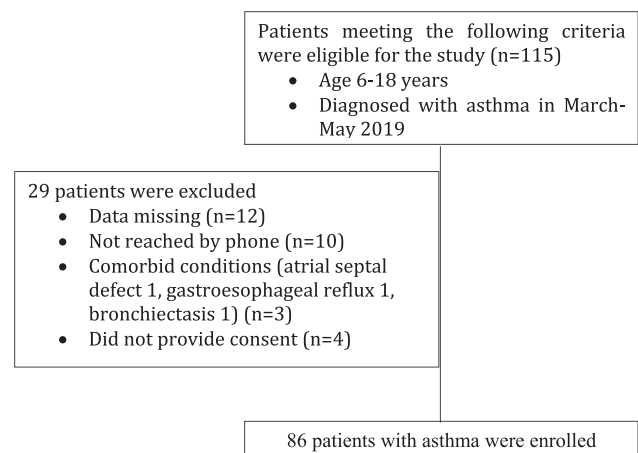 Patients meeting the following criteria
were eligible for the study (n=115)
• Age 6-18 years
• Diagnosed with asthma in March-
May 2019
29 patients were excluded
• Data missing (n=12)
• Not reached by phone (n=10)
• Comorbid conditions (atrial septal
defect 1, gastroesophageal reflux 1,
bronchiectasis 1) (n=3)
• Did not provide consent (n=4)
86 patients with asthma were enrolled